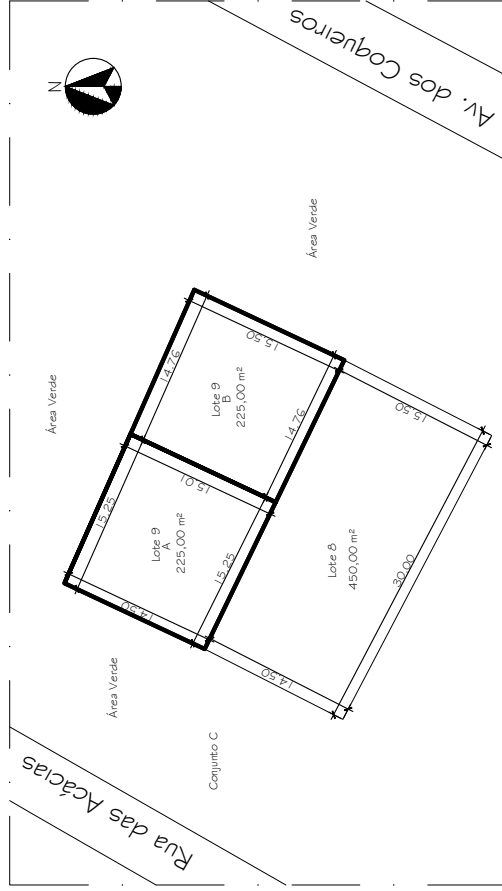 N
Av. dos Coqueiros
Área Verde
Área Verde
14.76
15.50
Lote 9
B
225,00 m²
14.76
15.25
15.01
Lote 9
A
225,00 m²
15.25
14.50
15.50
Lote 8
450,00 m²
30.00
14.50
Área Verde
Conjunto C
Rua das Acácias